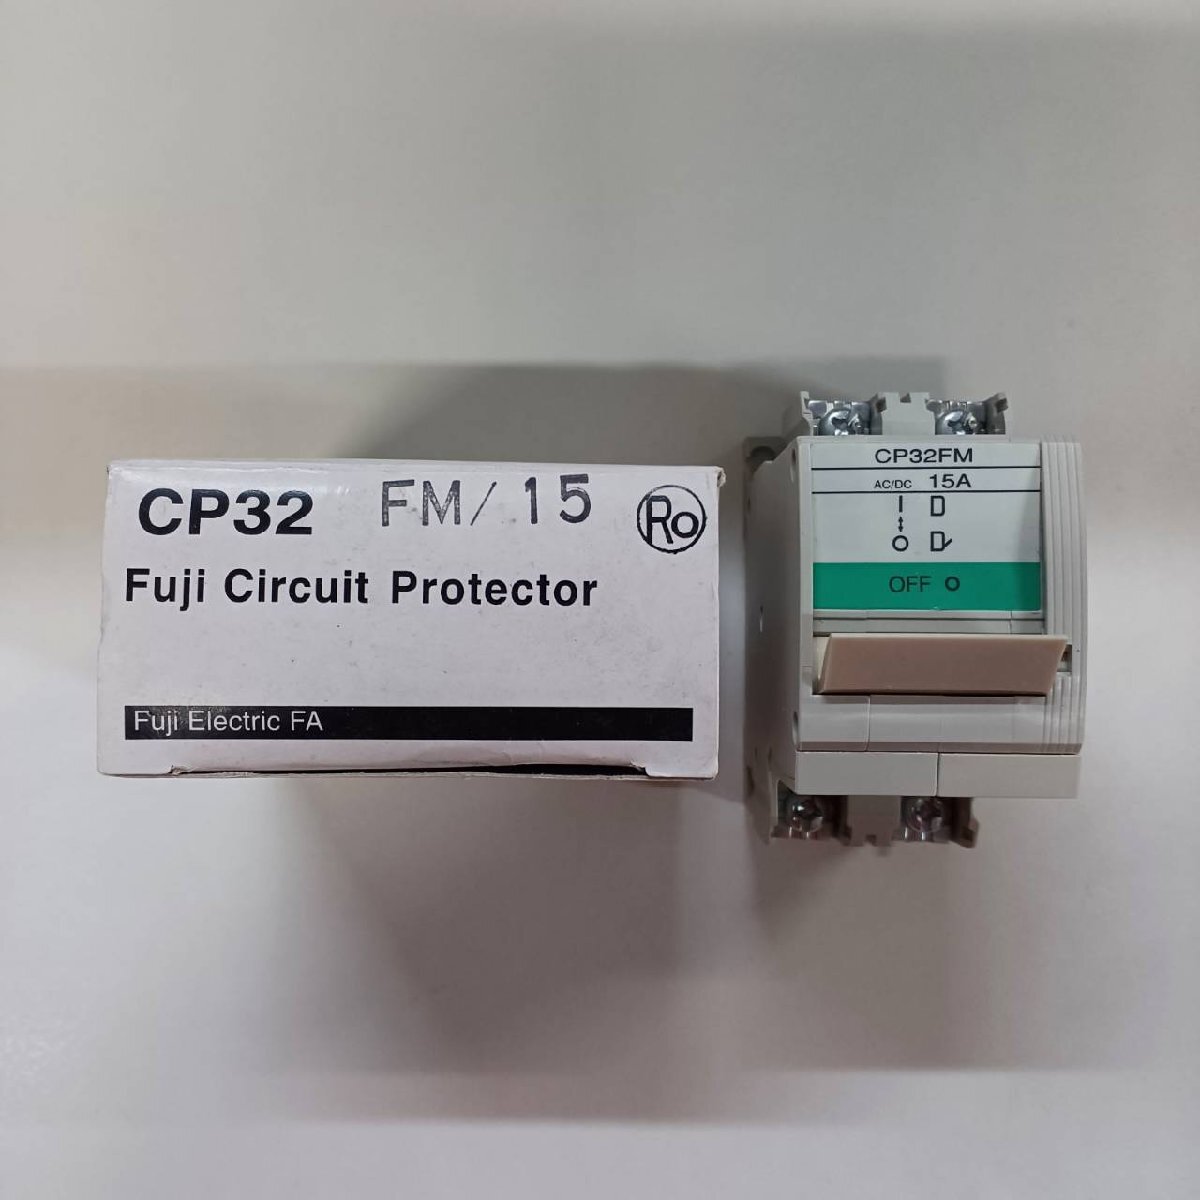 CP32 FM/15 Ro
Fuji Circuit Protector
Fuji Electric FA
CP32FM
AC/DC 15A
I D
O D
OFF O